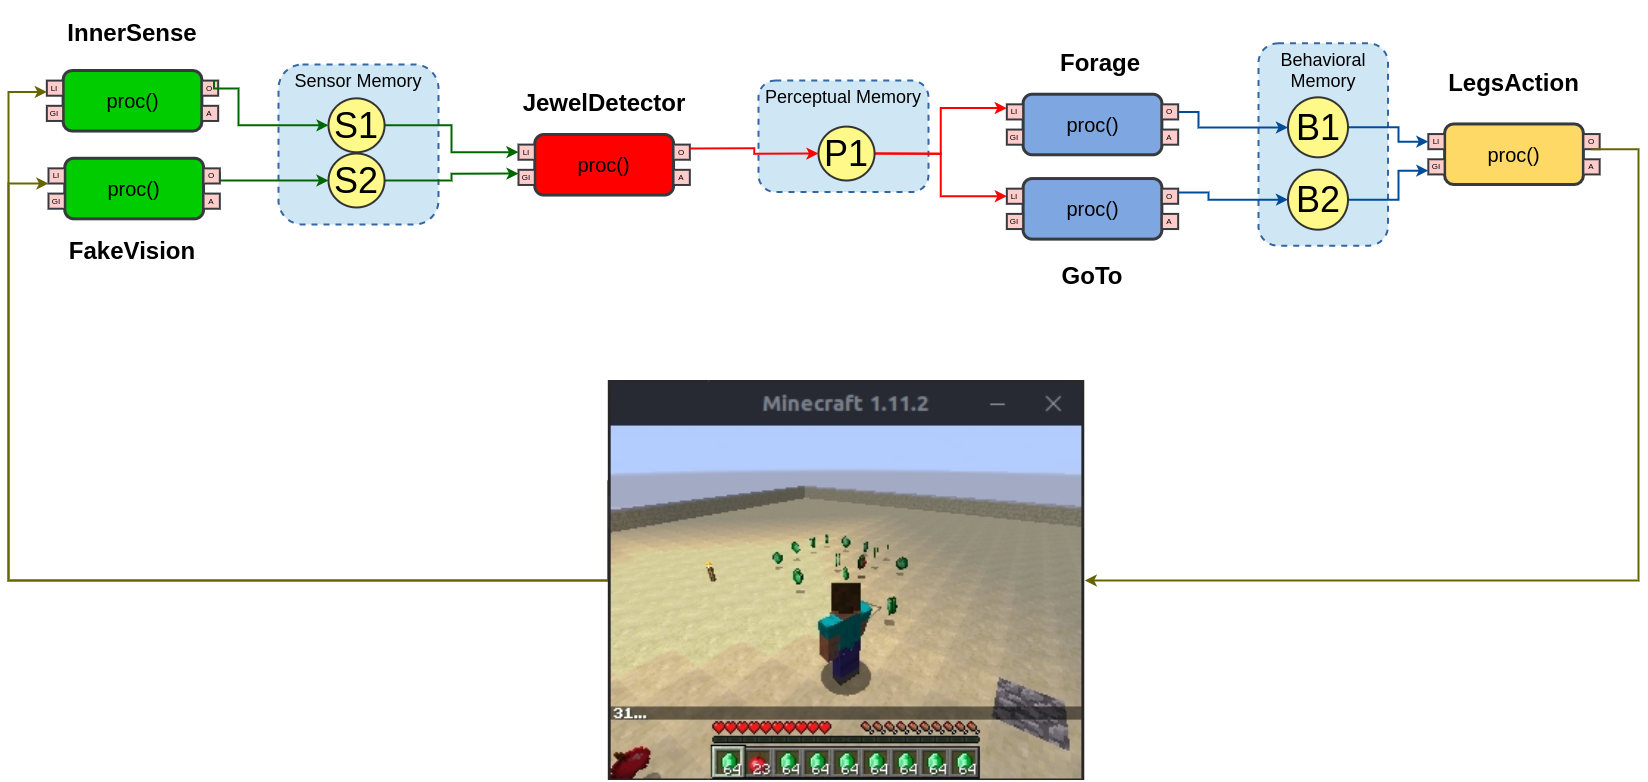 InnerSense
LI
GI
proc()
O
A
FakeVision
LI
GI
proc()
O
A
Sensor Memory
S1
S2
JewelDetector
LI
GI
proc()
O
A
Perceptual Memory
P1
Forage
LI
GI
proc()
O
A
GoTo
LI
GI
proc()
O
A
Behavioral
Memory
B1
B2
LegsAction
LI
GI
proc()
O
A
Minecraft 1.11.2
31...
64 23 64 64 64 64 64 64 64